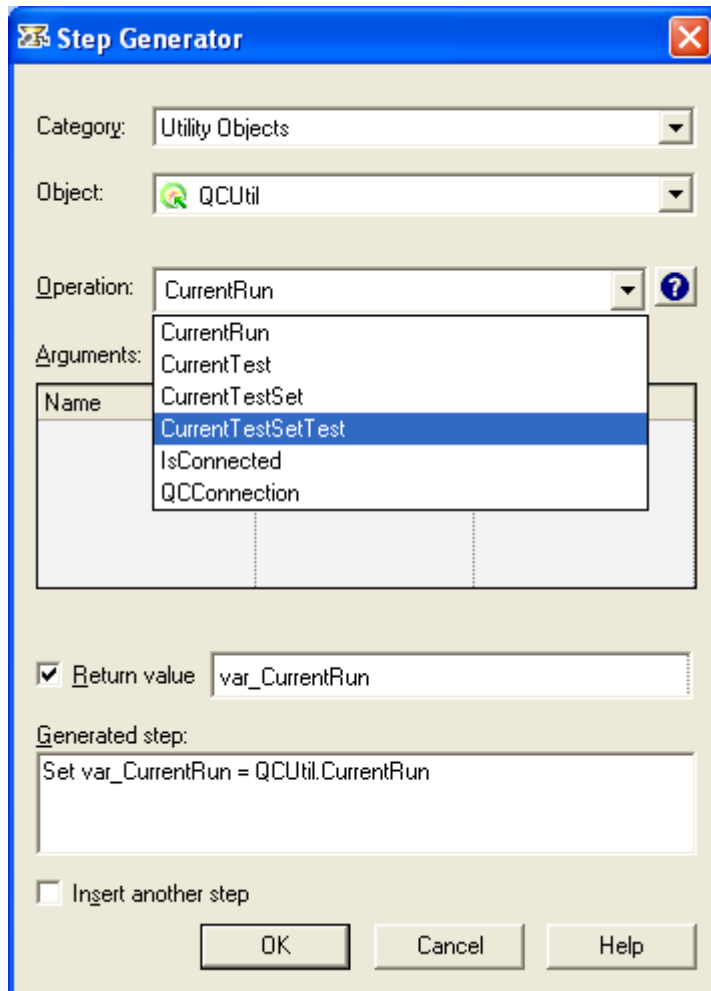 Step Generator
Category: Utility Objects
Object: QCUtil
Operation: CurrentRun
CurrentRun
Arguments: CurrentTest
CurrentTestSet
Name
CurrentTestSetTest
IsConnected
QCConnection
Return value var_CurrentRun
Generated step:
Set var_CurrentRun = QCUtil.CurrentRun
Insert another step
OK Cancel Help